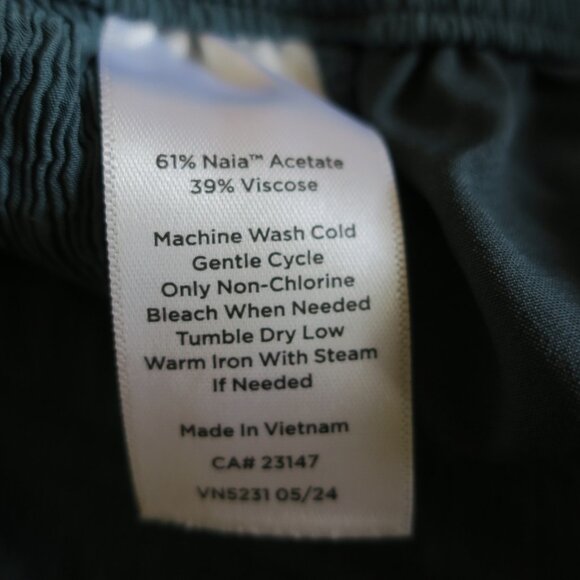 61% Naia™ Acetate
39% Viscose
Machine Wash Cold
Gentle Cycle
Only Non-Chlorine
Bleach When Needed
Tumble Dry Low
Warm Iron With Steam
If Needed
Made In Vietnam
CA# 23147
VN5231 05/24